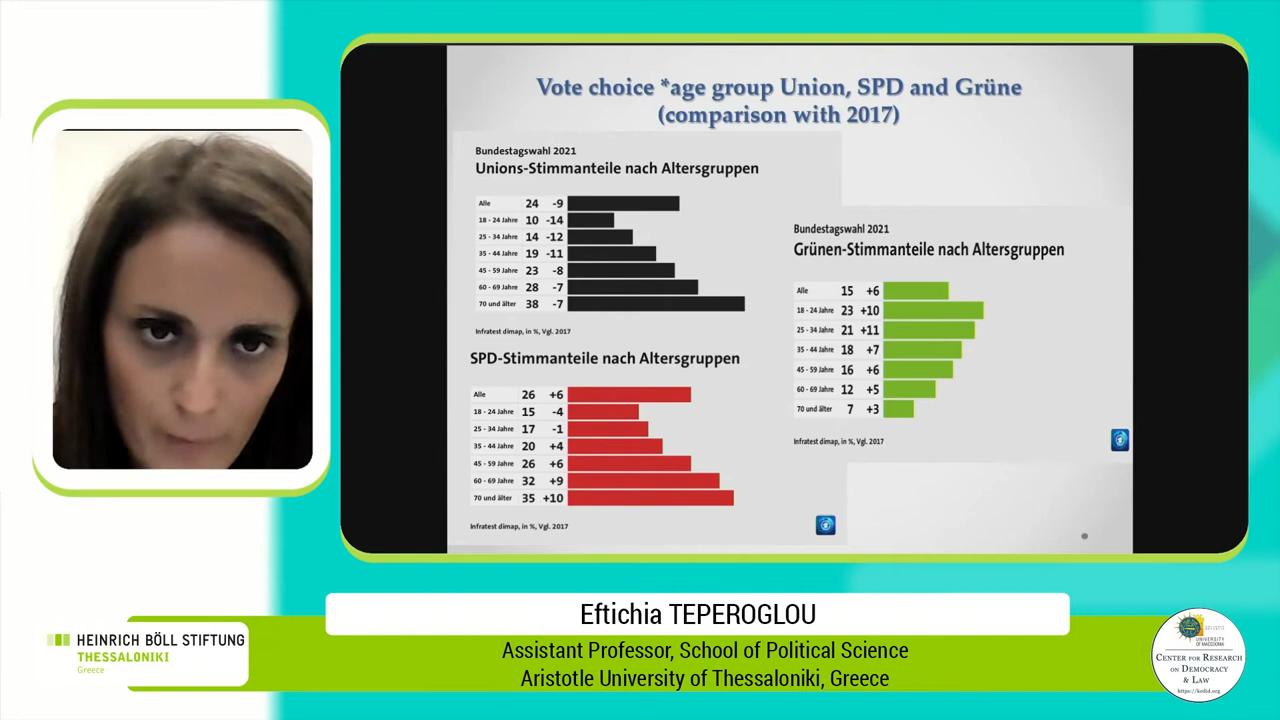 Vote choice *age group Union, SPD and Grüne
(comparison with 2017)
Bundestagswahl 2021
Unions-Stimmanteile nach Altersgruppen
Alle 24 -9
18 - 24 Jahre 10 -14
25 - 34 Jahre 14 -12
35 - 44 Jahre 19 -11
45 - 59 Jahre 23 -8
60 - 69 Jahre 28 -7
70 und älter 38 -7
Infratest dimap, in %, Vgl. 2017
SPD-Stimmanteile nach Altersgruppen
Alle 26 +6
18 - 24 Jahre 15 -4
25 - 34 Jahre 17 -1
35 - 44 Jahre 20 +4
45 - 59 Jahre 26 +6
60 - 69 Jahre 32 +9
70 und älter 35 +10
Infratest dimap, in %, Vgl. 2017
Bundestagswahl 2021
Grünen-Stimmanteile nach Altersgruppen
Alle 15 +6
18 - 24 Jahre 23 +10
25 - 34 Jahre 21 +11
35 - 44 Jahre 18 +7
45 - 59 Jahre 16 +6
60 - 69 Jahre 12 +5
70 und älter 7 +3
Infratest dimap, in %, Vgl. 2017
Eftichia TEPEROGLOU
Assistant Professor, School of Political Science
Aristotle University of Thessaloniki, Greece
HEINRICH BÖLL STIFTUNG
THESSALONIKI
Greece
UNIVERSITY
OF MACEDONIA
CENTER FOR RESEARCH
ON DEMOCRACY
& LAW
https://kedid.org